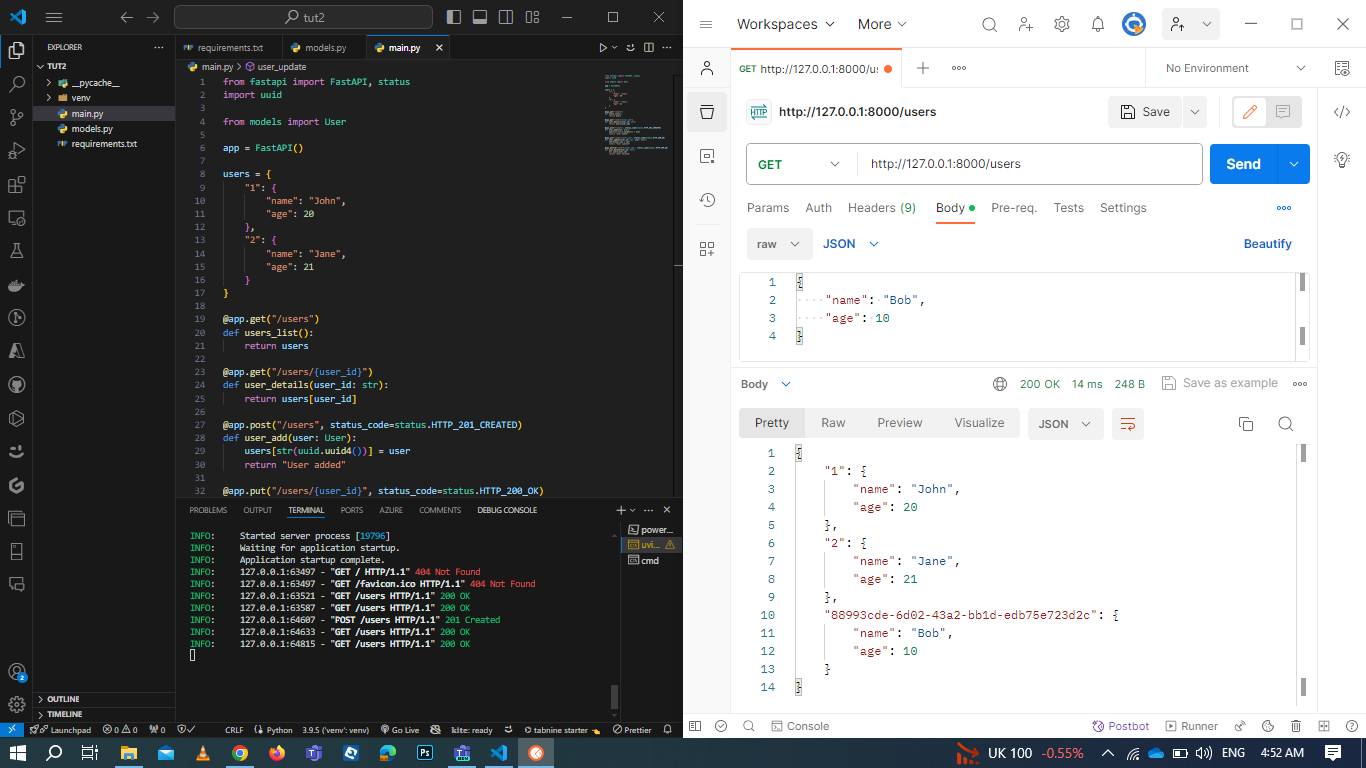 tut2
EXPLORER
TUT2
__pycache__
venv
main.py
models.py
requirements.txt
OUTLINE
TIMELINE
requirements.txt models.py main.py
main.py > user_update
1 from fastapi import FastAPI, status
2 import uuid
3
4 from models import User
5
6 app = FastAPI()
7
8 users = {
9 "1": {
10 "name": "John",
11 "age": 20
12 },
13 "2": {
14 "name": "Jane",
15 "age": 21
16 }
17 }
18
19 @app.get("/users")
20 def users_list():
21 return users
22
23 @app.get("/users/{user_id}")
24 def user_details(user_id: str):
25 return users[user_id]
26
27 @app.post("/users", status_code=status.HTTP_201_CREATED)
28 def user_add(user: User):
29 users[str(uuid.uuid4())] = user
30 return "User added"
31
32 @app.put("/users/{user_id}", status_code=status.HTTP_200_OK)
PROBLEMS OUTPUT TERMINAL PORTS AZURE COMMENTS DEBUG CONSOLE
INFO: Started server process [19796]
INFO: Waiting for application startup.
INFO: Application startup complete.
INFO: 127.0.0.1:63497 - "GET / HTTP/1.1" 404 Not Found
INFO: 127.0.0.1:63497 - "GET /favicon.ico HTTP/1.1" 404 Not Found
INFO: 127.0.0.1:63521 - "GET /users HTTP/1.1" 200 OK
INFO: 127.0.0.1:63587 - "GET /users HTTP/1.1" 200 OK
INFO: 127.0.0.1:64607 - "POST /users HTTP/1.1" 201 Created
INFO: 127.0.0.1:64633 - "GET /users HTTP/1.1" 200 OK
INFO: 127.0.0.1:64815 - "GET /users HTTP/1.1" 200 OK
power...
uvi...
cmd
2
Launchpad 0 0 0 CRLF Python 3.9.5 ('venv': venv) Go Live kite: ready tabnine starter Prettier
Workspaces More
GET http://127.0.0.1:8000/us No Environment
HTTP http://127.0.0.1:8000/users Save
GET http://127.0.0.1:8000/users Send
Params Auth Headers (9) Body Pre-req. Tests Settings
raw JSON Beautify
1 {
2 "name": "Bob",
3 "age": 10
4 }
Body 200 OK 14 ms 248 B Save as example
Pretty Raw Preview Visualize JSON
1 {
2 "1": {
3 "name": "John",
4 "age": 20
5 },
6 "2": {
7 "name": "Jane",
8 "age": 21
9 },
10 "88993cde-6d02-43a2-bb1d-edb75e723d2c": {
11 "name": "Bob",
12 "age": 10
13 }
14 }
Console Postbot Runner
Ps UK 100 -0.55% ENG 4:52 AM